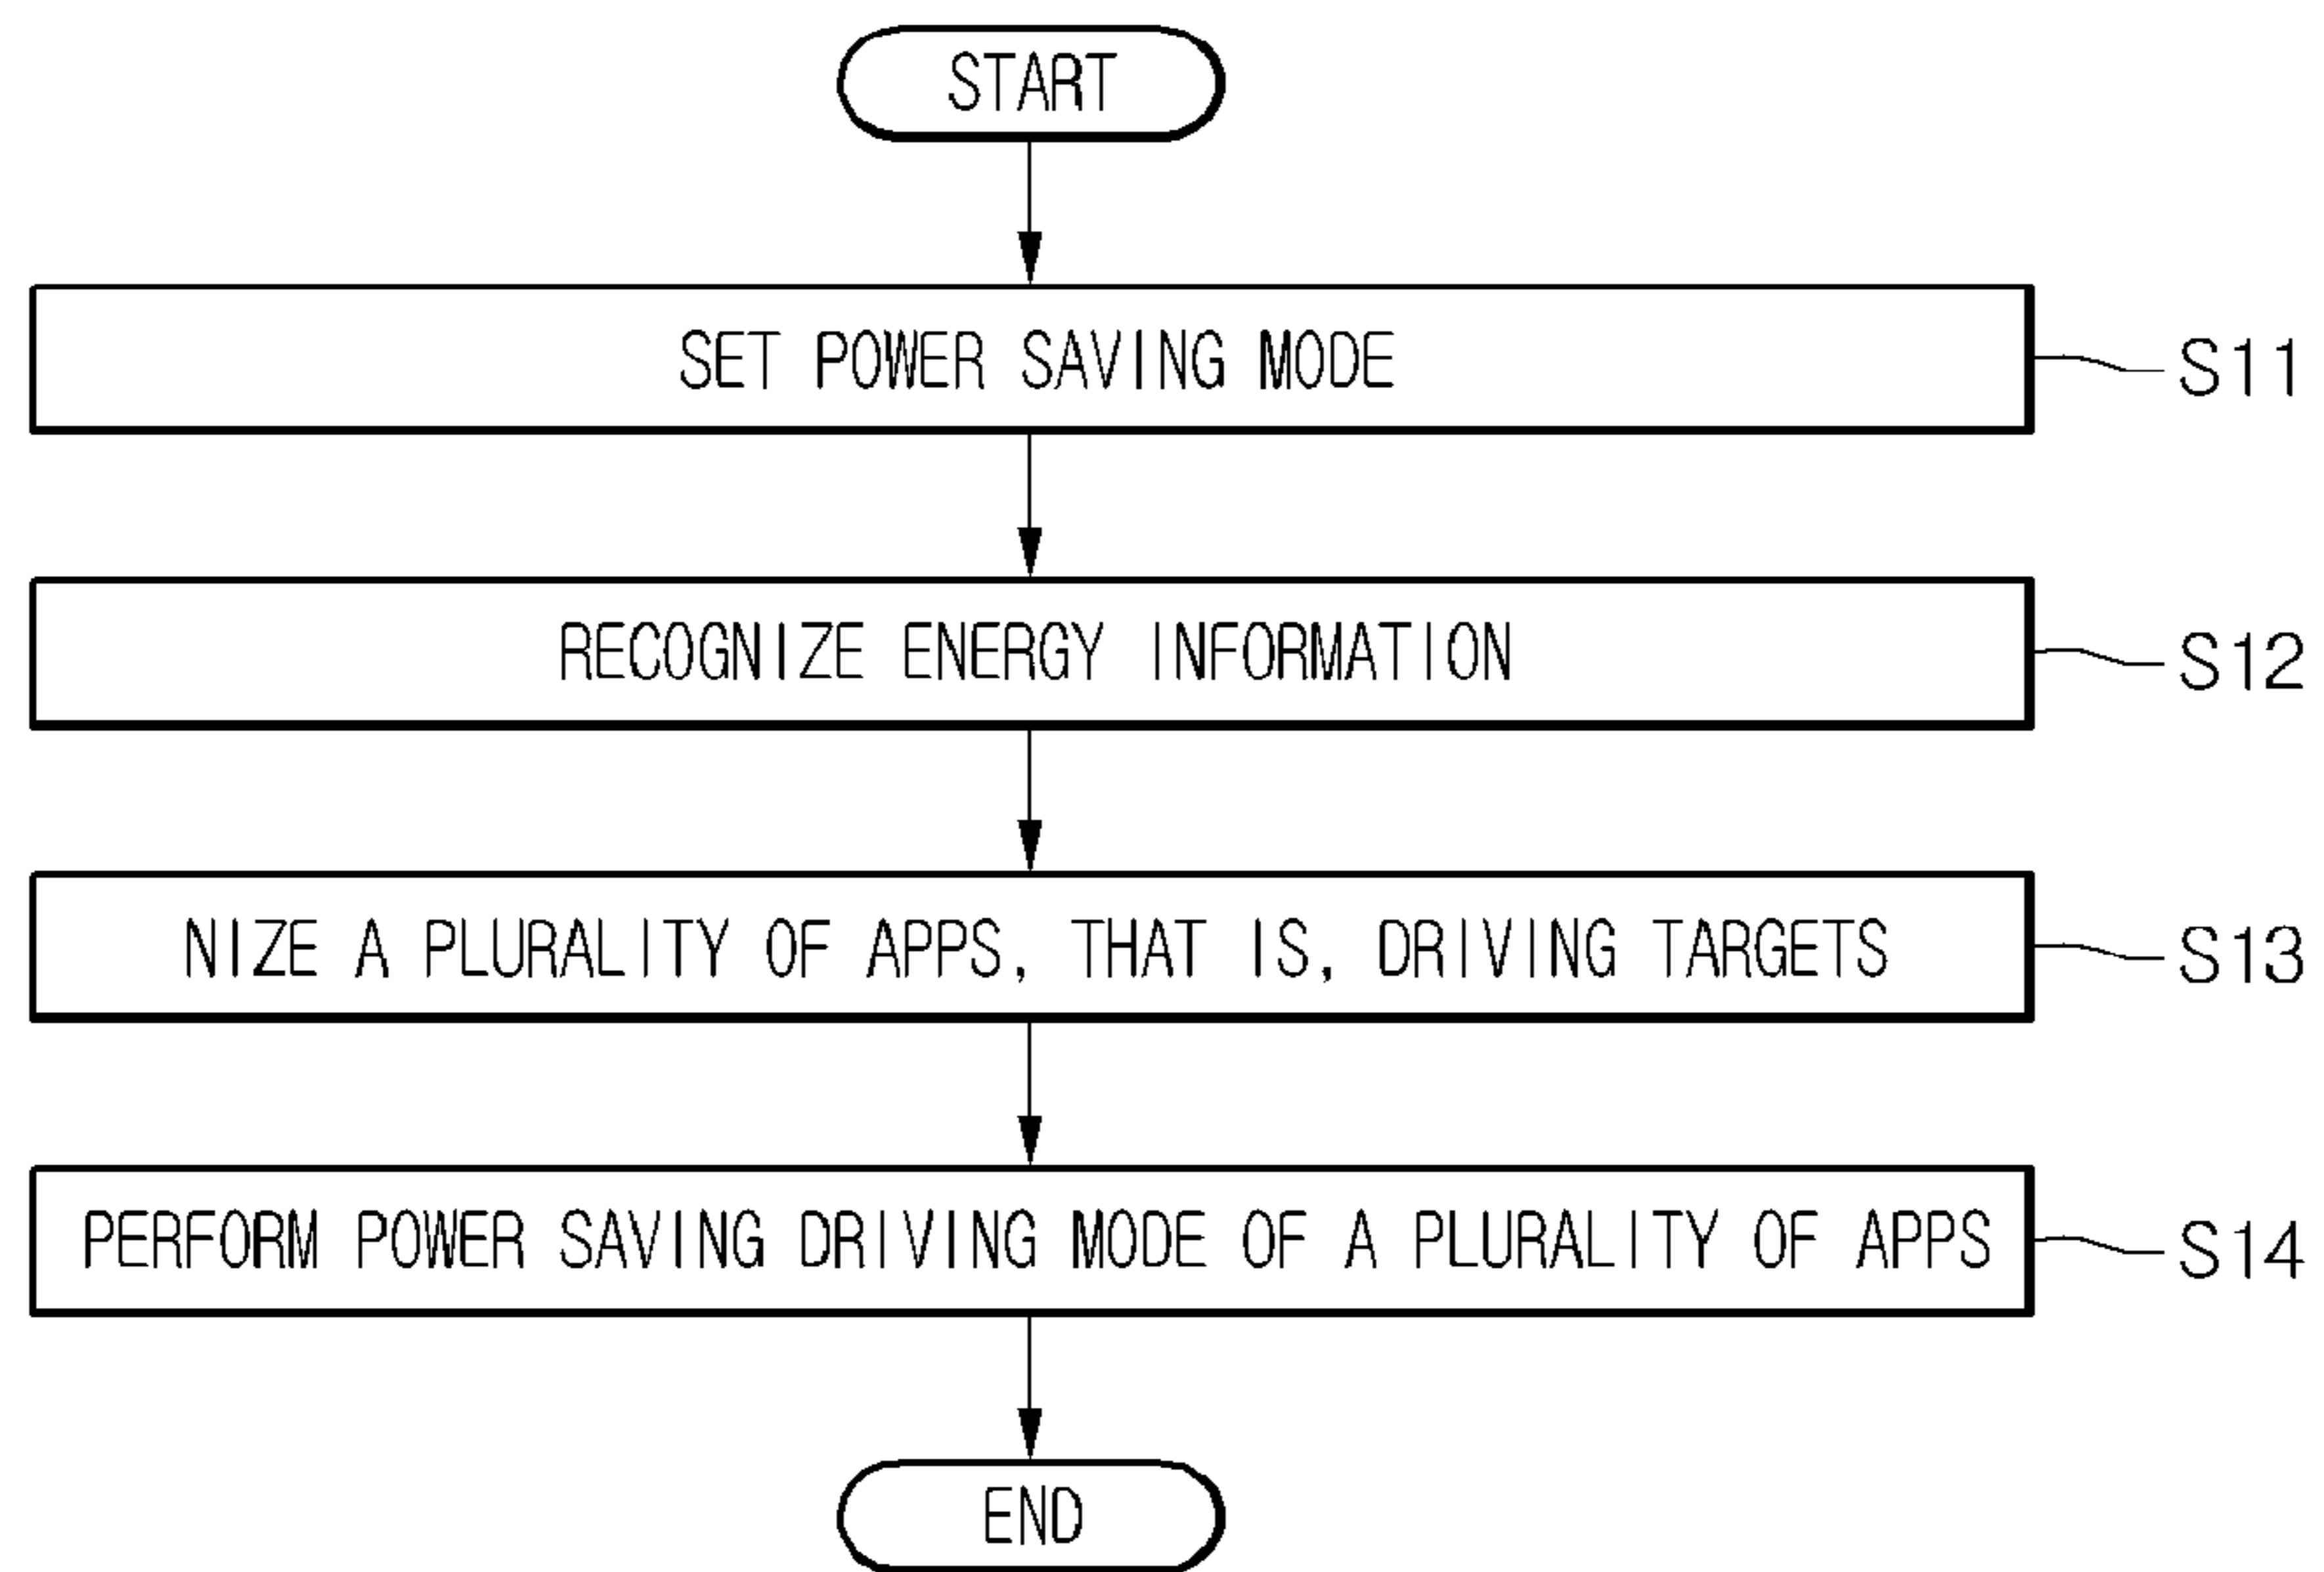 START
SET POWER SAVING MODE
S11
RECOGNIZE ENERGY INFORMATION
S12
NIZE A PLURALITY OF APPS, THAT IS, DRIVING TARGETS
S13
PERFORM POWER SAVING DRIVING MODE OF A PLURALITY OF APPS
S14
END